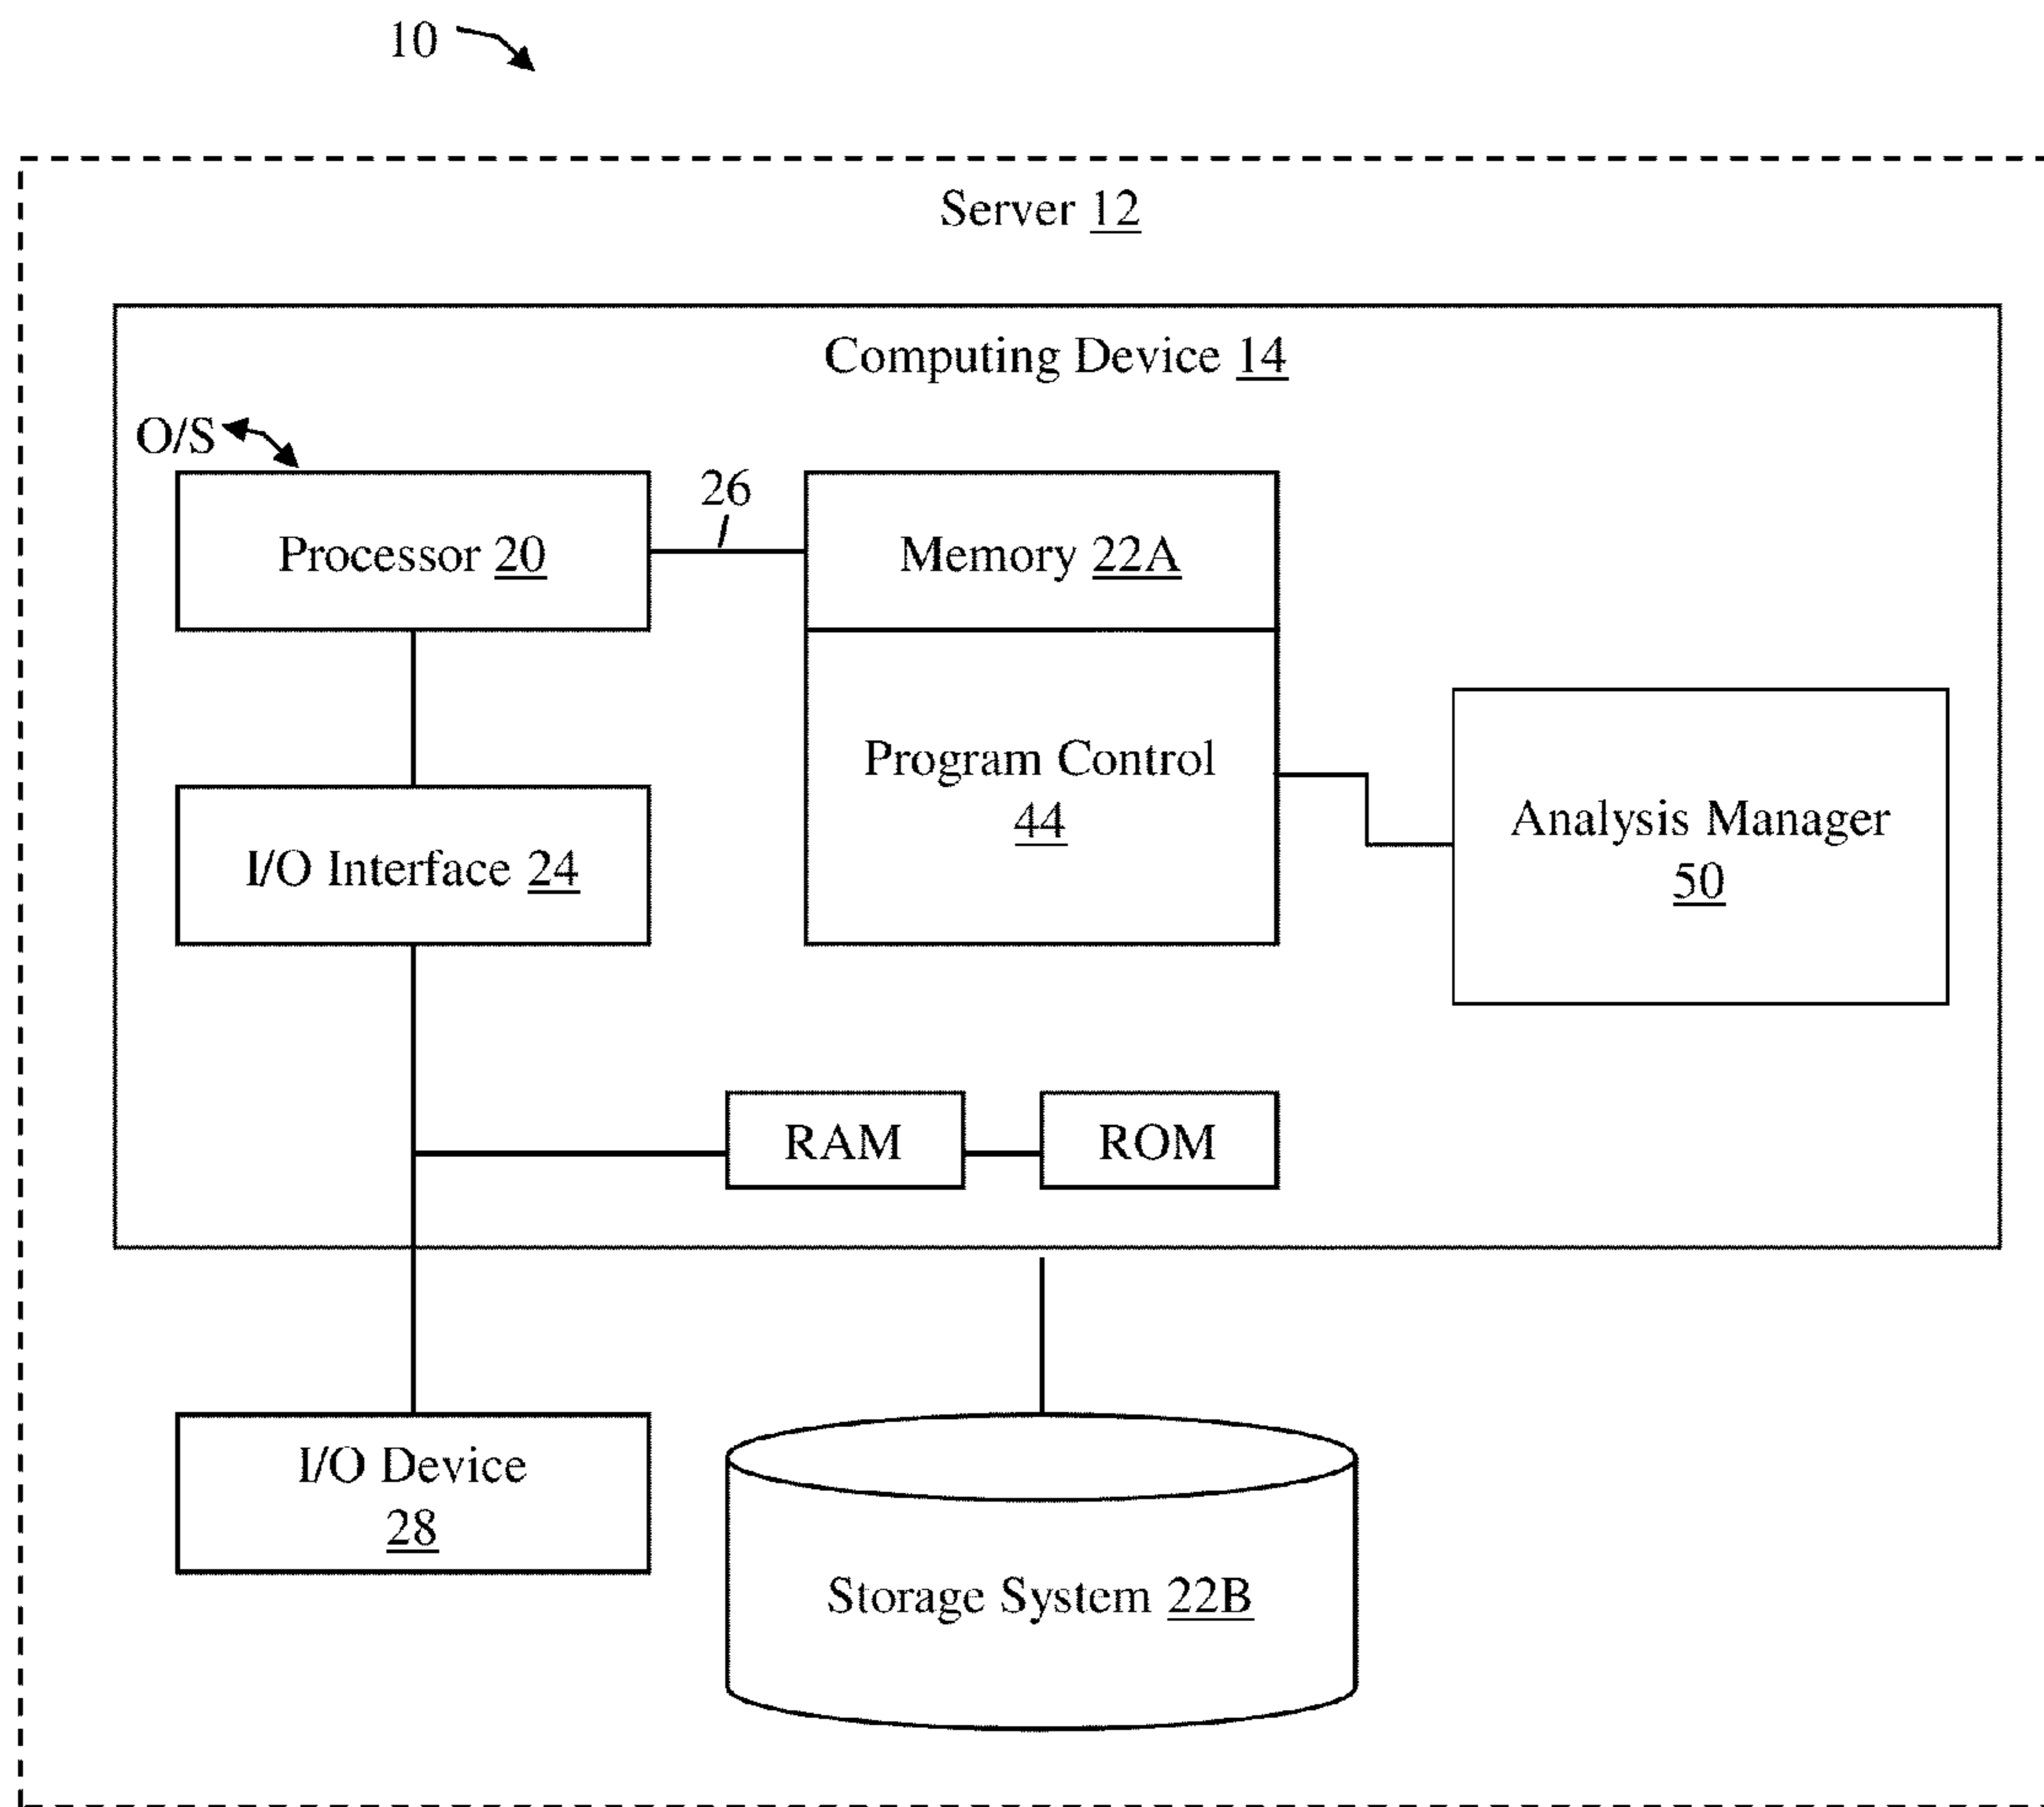 10
Server 12
Computing Device 14
O/S
26
Processor 20
Memory 22A
Program Control
44
I/O Interface 24
Analysis Manager
50
RAM
ROM
I/O Device
28
Storage System 22B